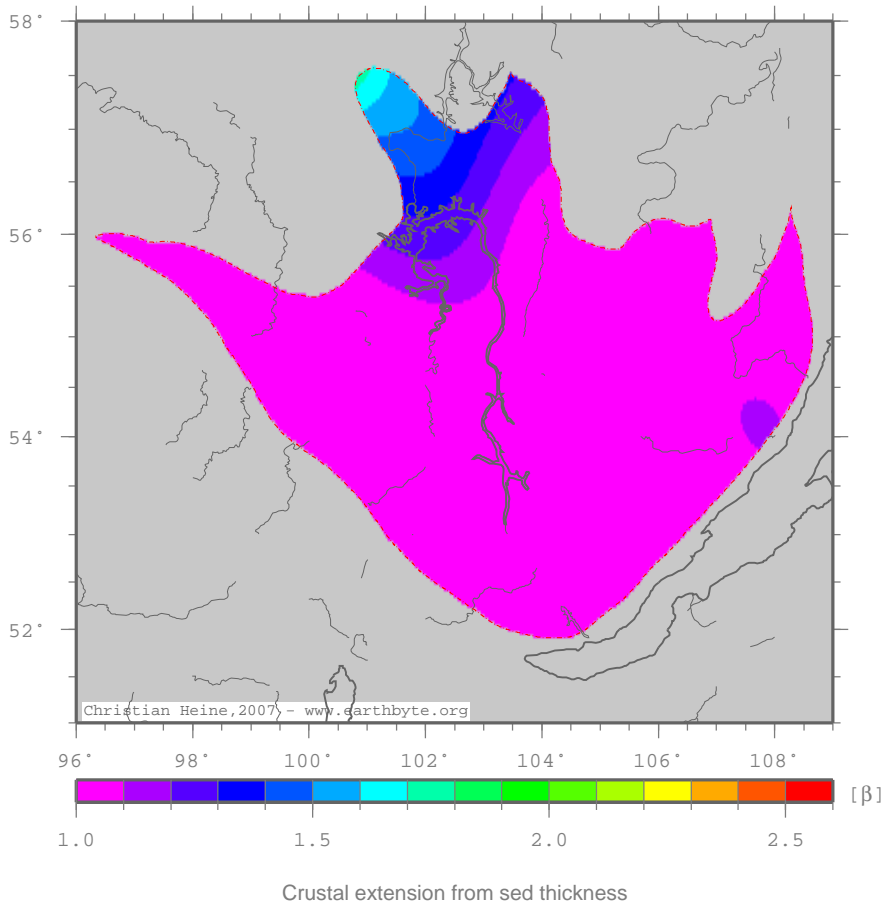 58°
56°
54°
52°
Christian Heine,2007 - www.earthbyte.org
96° 98° 100° 102° 104° 106° 108°
[β]
1.0 1.5 2.0 2.5
Crustal extension from sed thickness